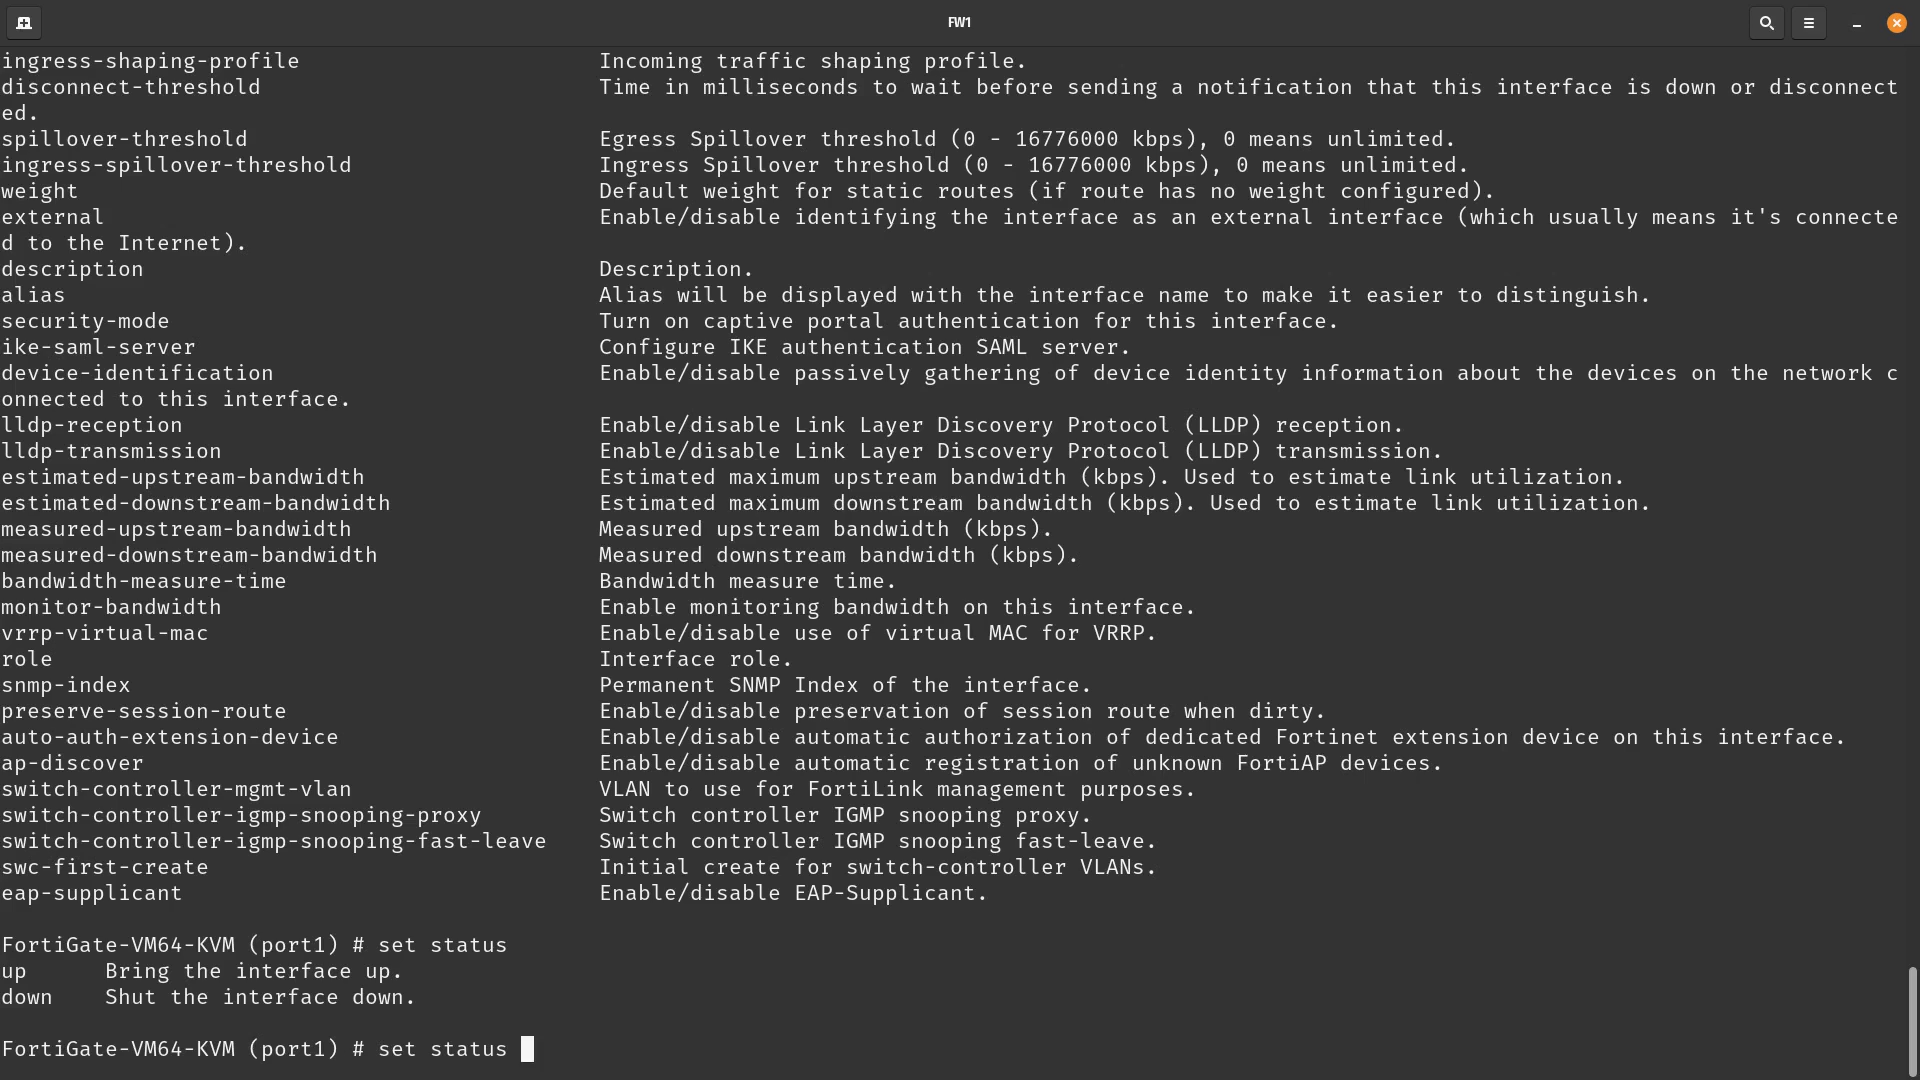 FW1
ingress-shaping-profile Incoming traffic shaping profile.
disconnect-threshold Time in milliseconds to wait before sending a notification that this interface is down or disconnect
ed.
spillover-threshold Egress Spillover threshold (0 - 16776000 kbps), 0 means unlimited.
ingress-spillover-threshold Ingress Spillover threshold (0 - 16776000 kbps), 0 means unlimited.
weight Default weight for static routes (if route has no weight configured).
external Enable/disable identifying the interface as an external interface (which usually means it's connecte
d to the Internet).
description Description.
alias Alias will be displayed with the interface name to make it easier to distinguish.
security-mode Turn on captive portal authentication for this interface.
ike-saml-server Configure IKE authentication SAML server.
device-identification Enable/disable passively gathering of device identity information about the devices on the network c
onnected to this interface.
lldp-reception Enable/disable Link Layer Discovery Protocol (LLDP) reception.
lldp-transmission Enable/disable Link Layer Discovery Protocol (LLDP) transmission.
estimated-upstream-bandwidth Estimated maximum upstream bandwidth (kbps). Used to estimate link utilization.
estimated-downstream-bandwidth Estimated maximum downstream bandwidth (kbps). Used to estimate link utilization.
measured-upstream-bandwidth Measured upstream bandwidth (kbps).
measured-downstream-bandwidth Measured downstream bandwidth (kbps).
bandwidth-measure-time Bandwidth measure time.
monitor-bandwidth Enable monitoring bandwidth on this interface.
vrrp-virtual-mac Enable/disable use of virtual MAC for VRRP.
role Interface role.
snmp-index Permanent SNMP Index of the interface.
preserve-session-route Enable/disable preservation of session route when dirty.
auto-auth-extension-device Enable/disable automatic authorization of dedicated Fortinet extension device on this interface.
ap-discover Enable/disable automatic registration of unknown FortiAP devices.
switch-controller-mgmt-vlan VLAN to use for FortiLink management purposes.
switch-controller-igmp-snooping-proxy Switch controller IGMP snooping proxy.
switch-controller-igmp-snooping-fast-leave Switch controller IGMP snooping fast-leave.
swc-first-create Initial create for switch-controller VLANs.
eap-supplicant Enable/disable EAP-Supplicant.
FortiGate-VM64-KVM (port1) # set status
up Bring the interface up.
down Shut the interface down.
FortiGate-VM64-KVM (port1) # set status